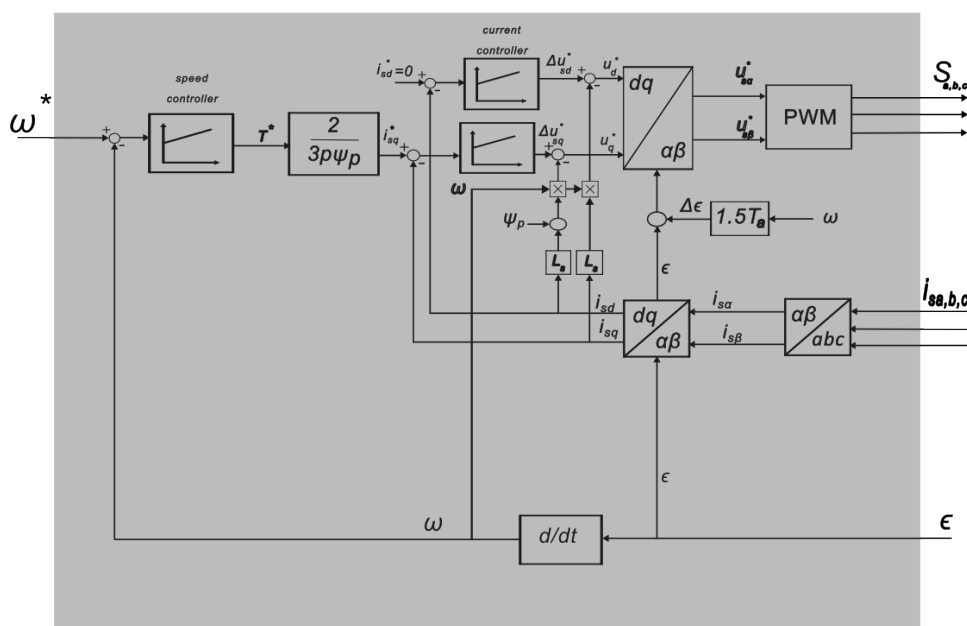 current
controller
speed
controller
i*sd=0
+
-
Δu*sd
+
-
u*d
dq
αβ
u*sα
u*sβ
PWM
Sa,b,c
ω*
+
-
T*
2
3pψp
i*sq
+
-
Δu*sq
+
-
u*q
ω
×
×
ψp
Δϵ
1.5Ta
ω
Ls
Ls
ϵ
isd
isq
dq
αβ
isα
isβ
αβ
abc
isa,b,c
ϵ
ω
d/dt
ϵ